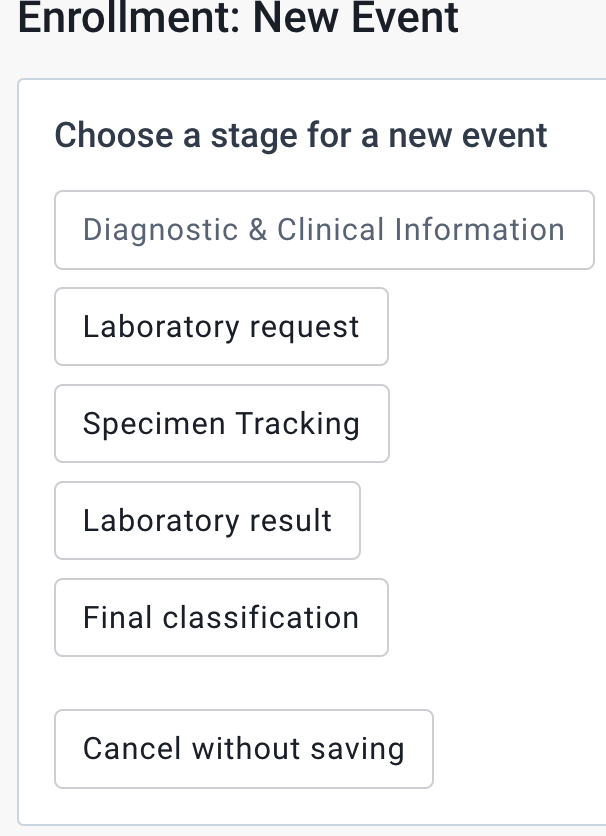 Enrollment: New Event
Choose a stage for a new event
Diagnostic & Clinical Information
Laboratory request
Specimen Tracking
Laboratory result
Final classification
Cancel without saving